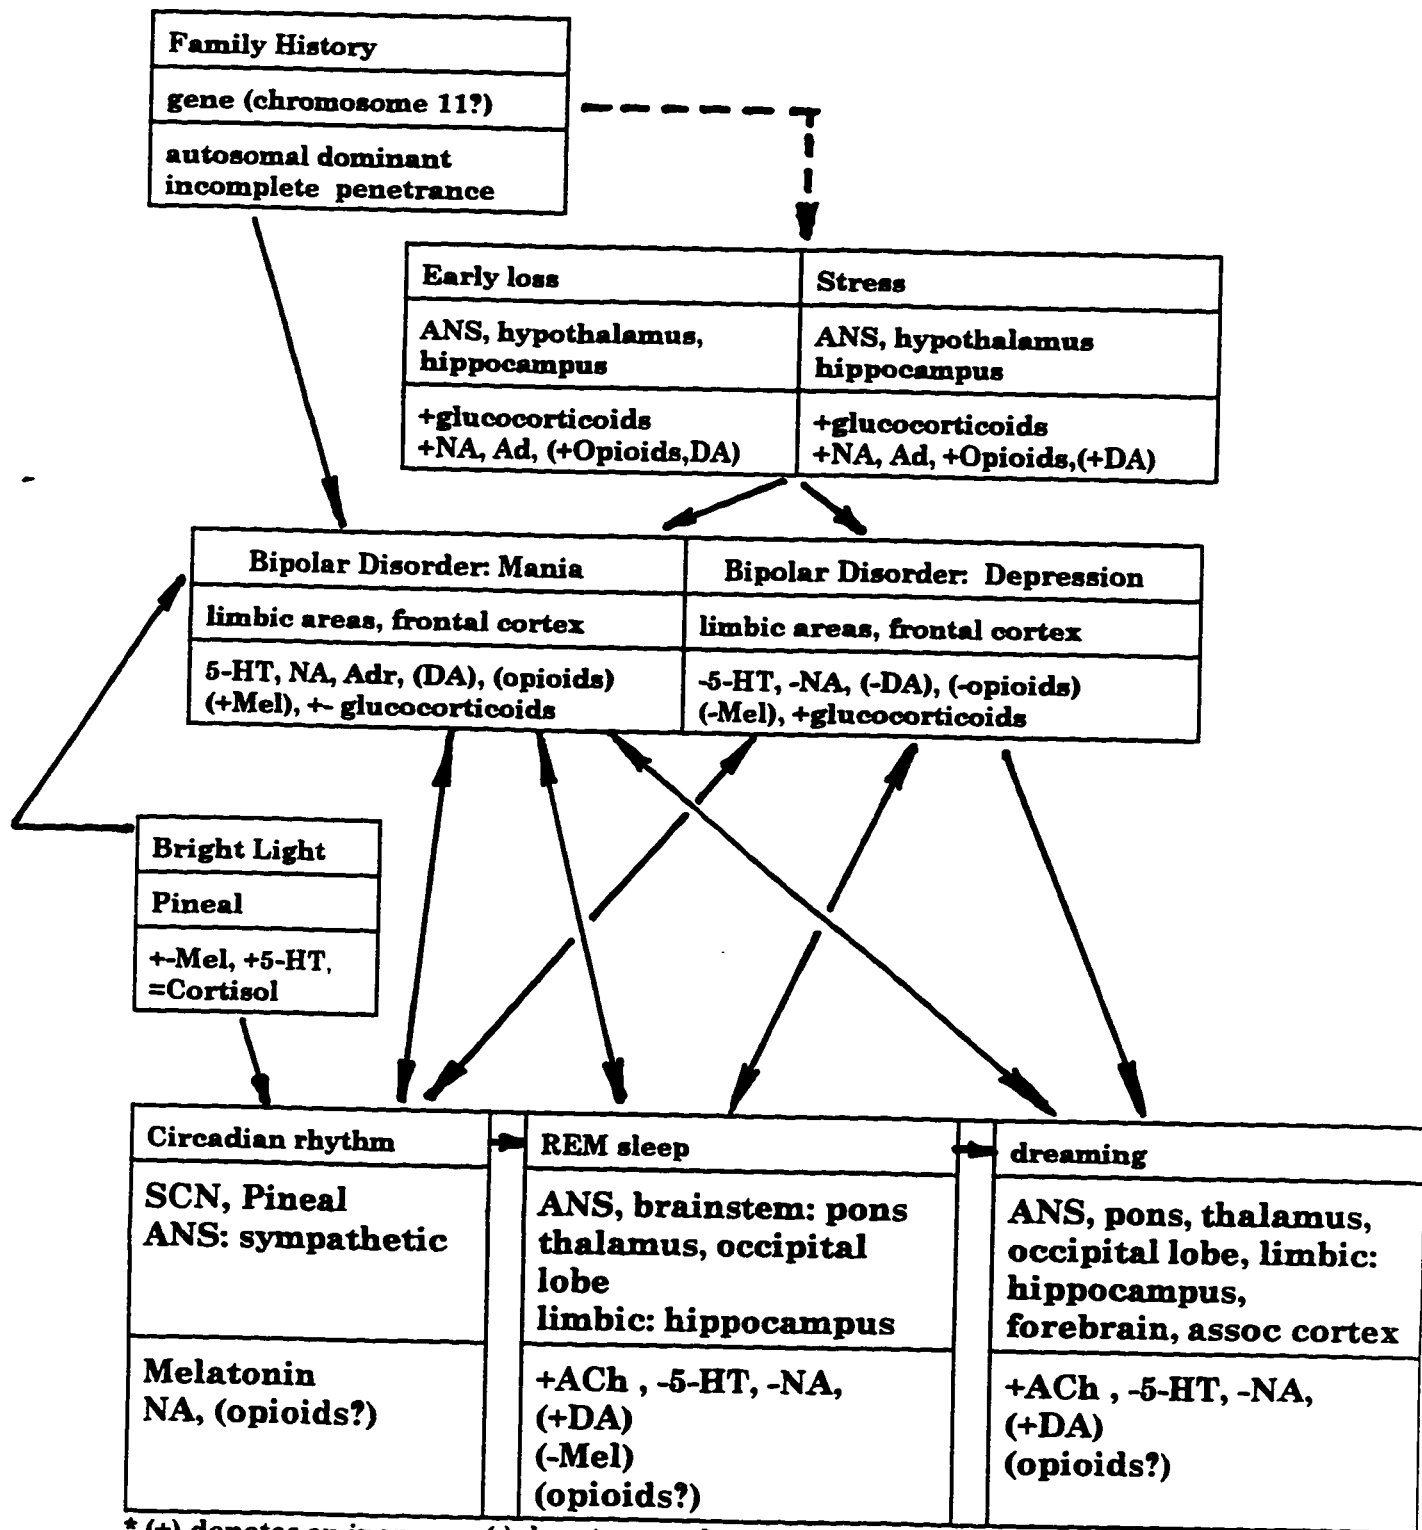 Family History
gene (chromosome 11?)
autosomal dominant
incomplete penetrance
Early loss
ANS, hypothalamus,
hippocampus
+glucocorticoids
+NA, Ad, (+Opioids,DA)
Stress
ANS, hypothalamus
hippocampus
+glucocorticoids
+NA, Ad, +Opioids,(+DA)
Bipolar Disorder: Mania
limbic areas, frontal cortex
5-HT, NA, Adr, (DA), (opioids)
(+Mel), +- glucocorticoids
Bipolar Disorder: Depression
limbic areas, frontal cortex
-5-HT, -NA, (-DA), (-opioids)
(-Mel), +glucocorticoids
Bright Light
Pineal
+-Mel, +5-HT,
=Cortisol
Circadian rhythm
SCN, Pineal
ANS: sympathetic
Melatonin
NA, (opioids?)
REM sleep
ANS, brainstem: pons
thalamus, occipital
lobe
limbic: hippocampus
+ACh , -5-HT, -NA,
(+DA)
(-Mel)
(opioids?)
dreaming
ANS, pons, thalamus,
occipital lobe, limbic:
hippocampus,
forebrain, assoc cortex
+ACh , -5-HT, -NA,
(+DA)
(opioids?)
* (+) denotes an